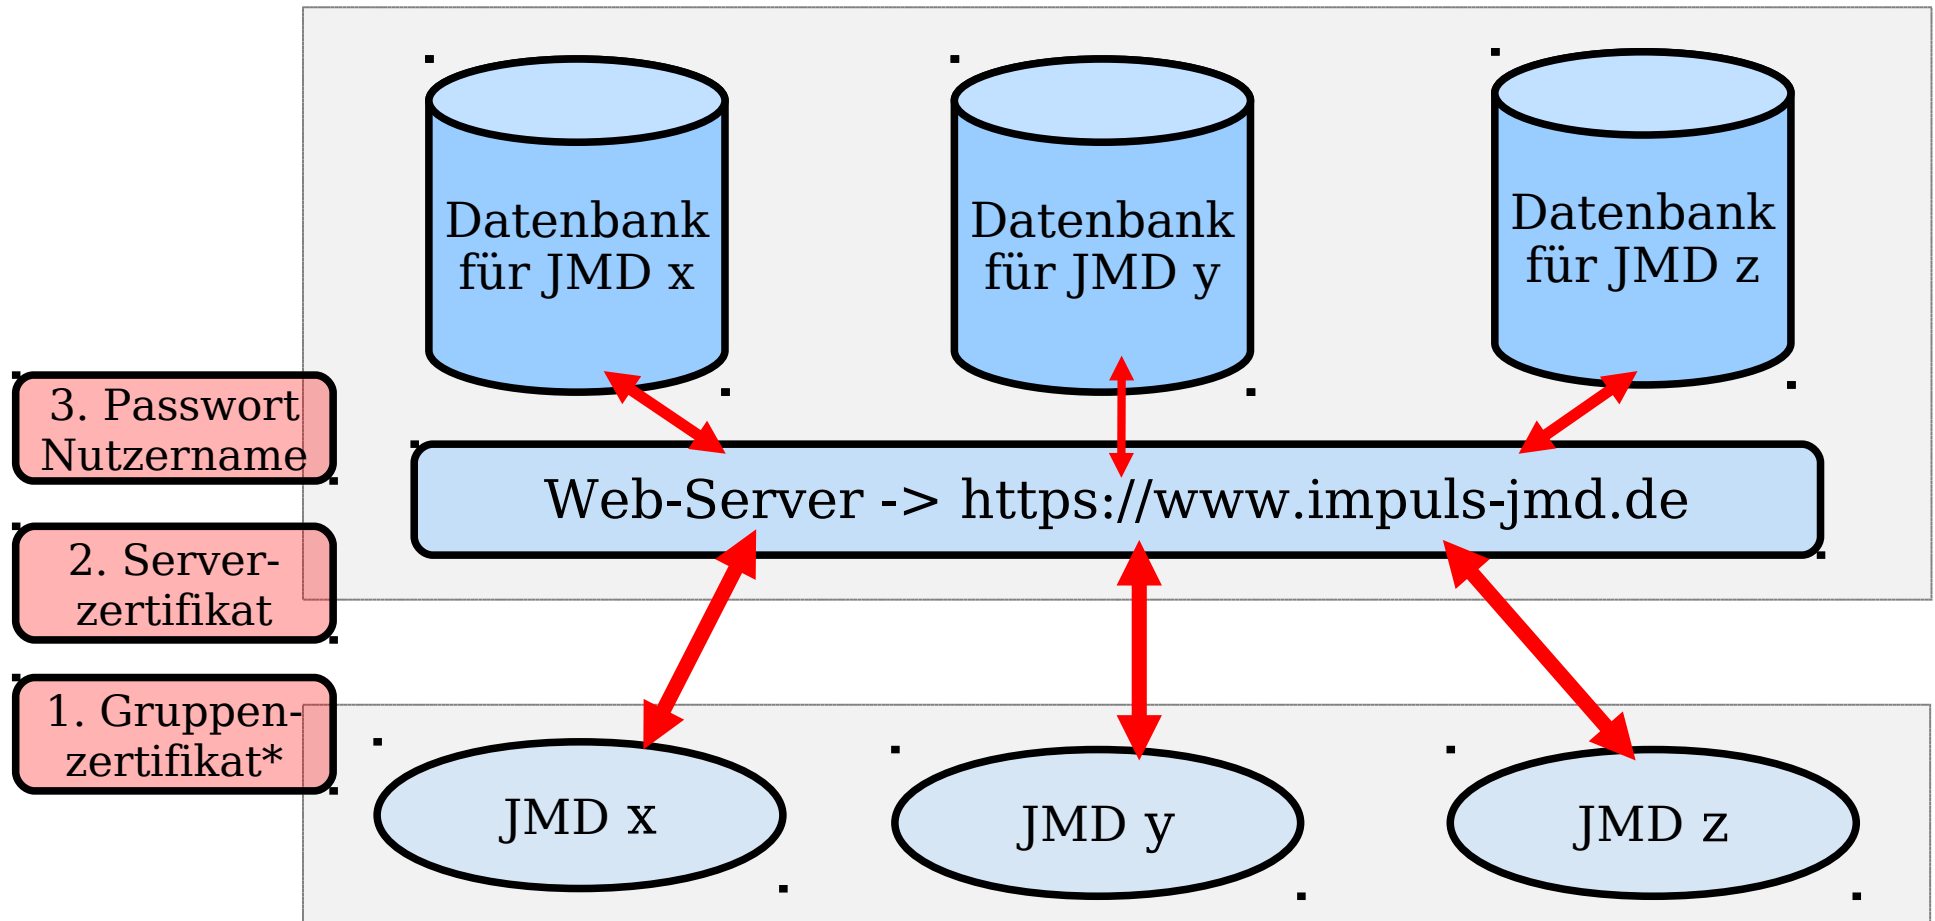 Datenbank
für JMD x
Datenbank
für JMD y
Datenbank
für JMD z
3. Passwort
Nutzername
Web-Server -> https://www.impuls-jmd.de
2. Server-
zertifikat
1. Gruppen-
zertifikat*
JMD x
JMD y
JMD z